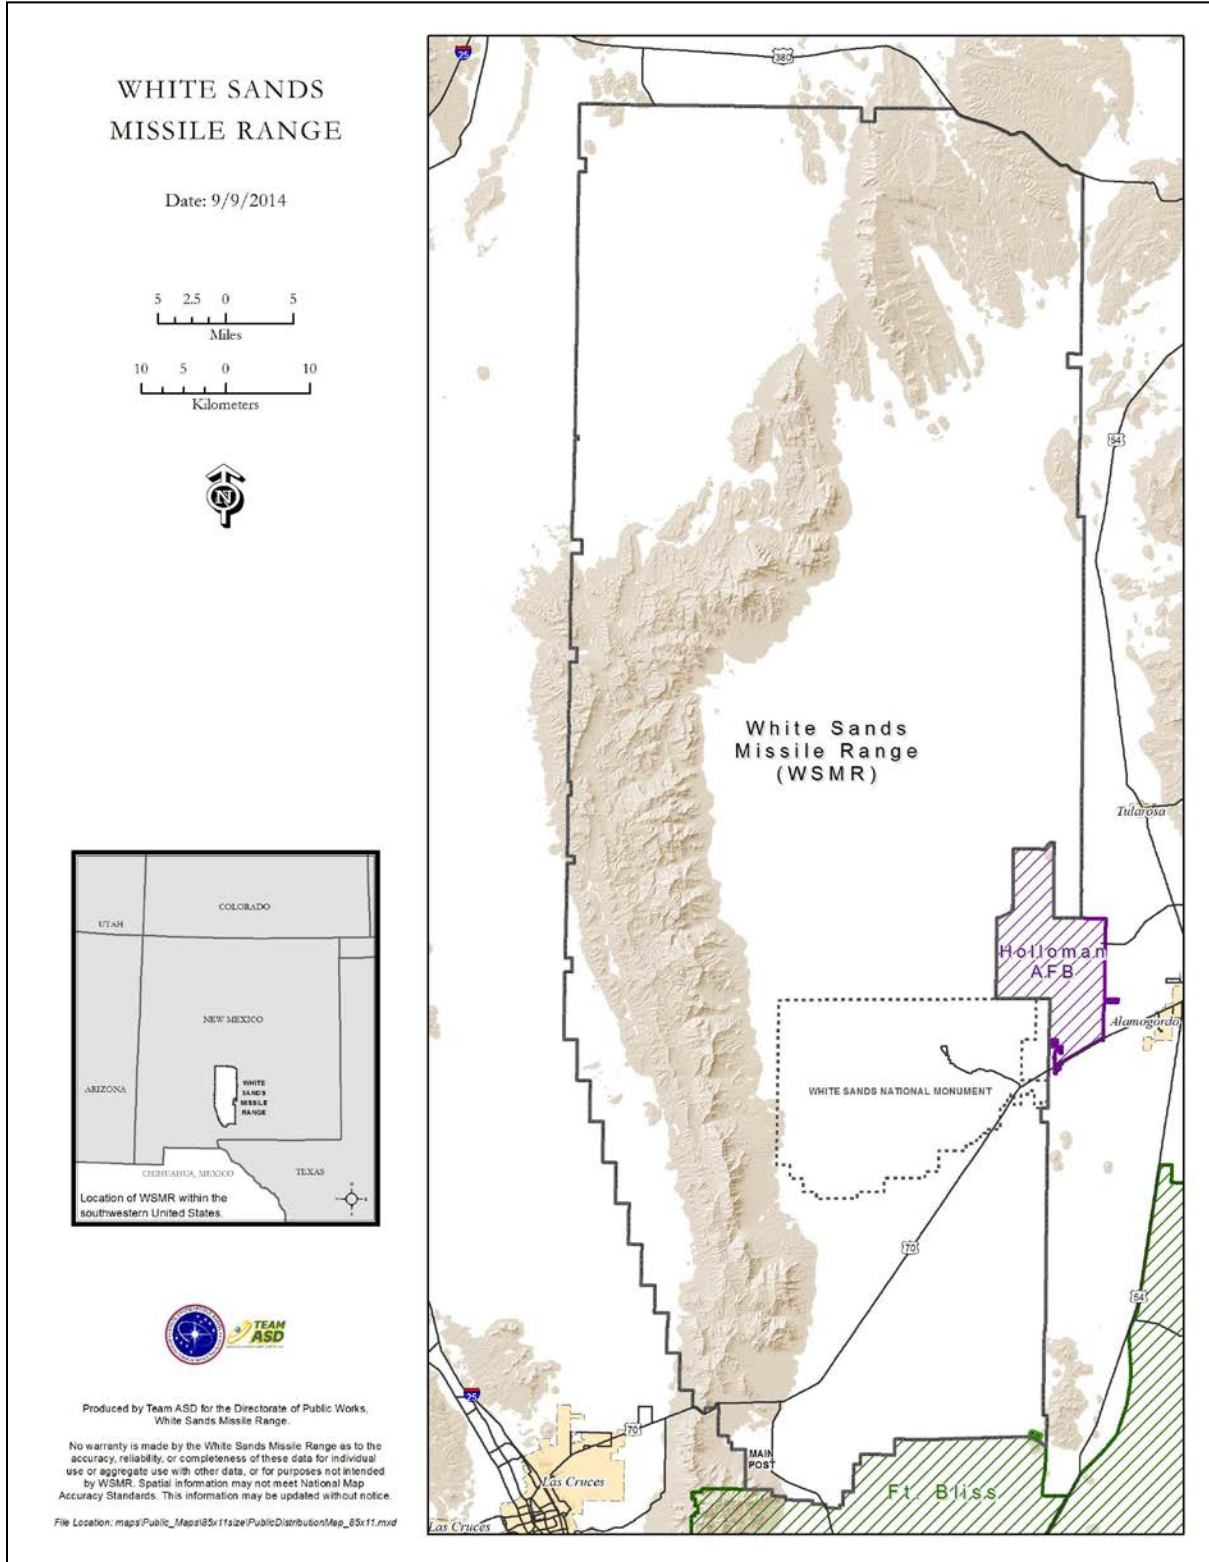 WHITE SANDS
MISSILE RANGE
Date: 9/9/2014
5 2.5 0 5
Miles
10 5 0 10
Kilometers
N
UTAH
COLORADO
NEW MEXICO
ARIZONA
WHITE
SANDS
MISSILE
RANGE
CHIHUAHUA, MEXICO
TEXAS
Location of WSMR within the
southwestern United States.
TEAM
ASD
Produced by Team ASD for the Directorate of Public Works,
White Sands Missile Range.
No warranty is made by the White Sands Missile Range as to the
accuracy, reliability, or completeness of these data for individual
use or aggregate use with other data, or for purposes not intended
by WSMR. Spatial information may not meet National Map
Accuracy Standards. This information may be updated without notice.
File Location: maps\Public_Maps\85x11size\PublicDistributionMap_85x11.mxd
25
380
54
White Sands
Missile Range
(WSMR)
Tularosa
Holloman
AFB
Alamogordo
WHITE SANDS NATIONAL MONUMENT
70
54
25
70
MAIN
POST
Las Cruces
Ft. Bliss
Las Cruces